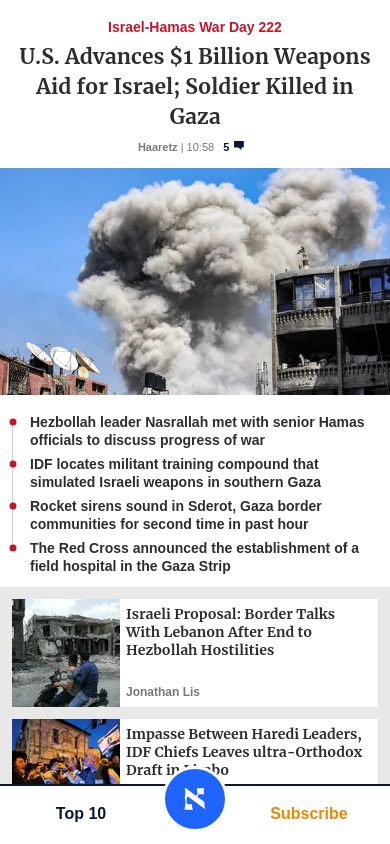 Israel-Hamas War Day 222
U.S. Advances $1 Billion Weapons
Aid for Israel; Soldier Killed in
Gaza
Haaretz | 10:58 5
Hezbollah leader Nasrallah met with senior Hamas
officials to discuss progress of war
IDF locates militant training compound that
simulated Israeli weapons in southern Gaza
Rocket sirens sound in Sderot, Gaza border
communities for second time in past hour
The Red Cross announced the establishment of a
field hospital in the Gaza Strip
Israeli Proposal: Border Talks
With Lebanon After End to
Hezbollah Hostilities
Jonathan Lis
Impasse Between Haredi Leaders,
IDF Chiefs Leaves ultra-Orthodox
Draft in Limbo
Top 10
Subscribe